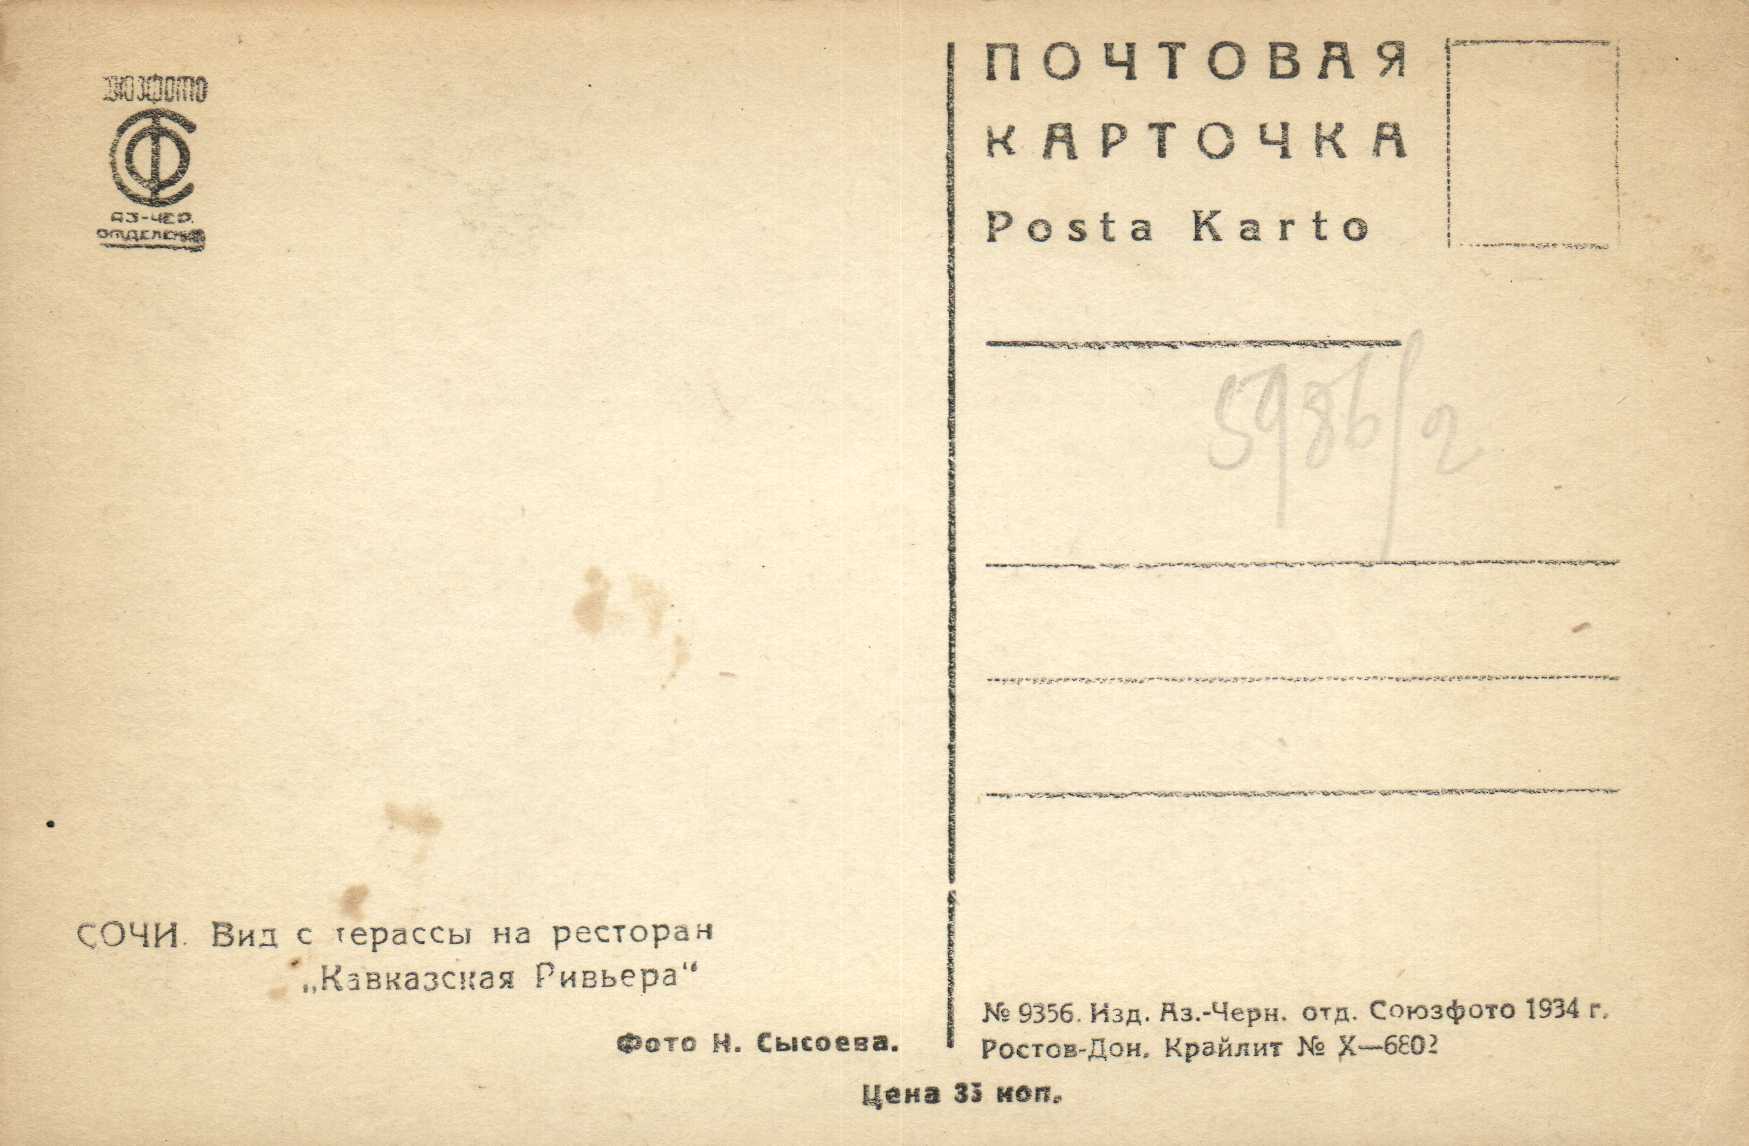 Союзфото
АЗ-ЧЕР.
отделение
ПОЧТОВАЯ
КАРТОЧКА
Posta Karto
5986/2
СОЧИ. Вид с терассы на ресторан
„Кавказская Ривьера“
Фото Н. Сысоева.
№ 9356. Изд. Аз.-Черн. отд. Союзфото 1934 г.
Ростов-Дон. Крайлит № X—6802
Цена 35 коп.